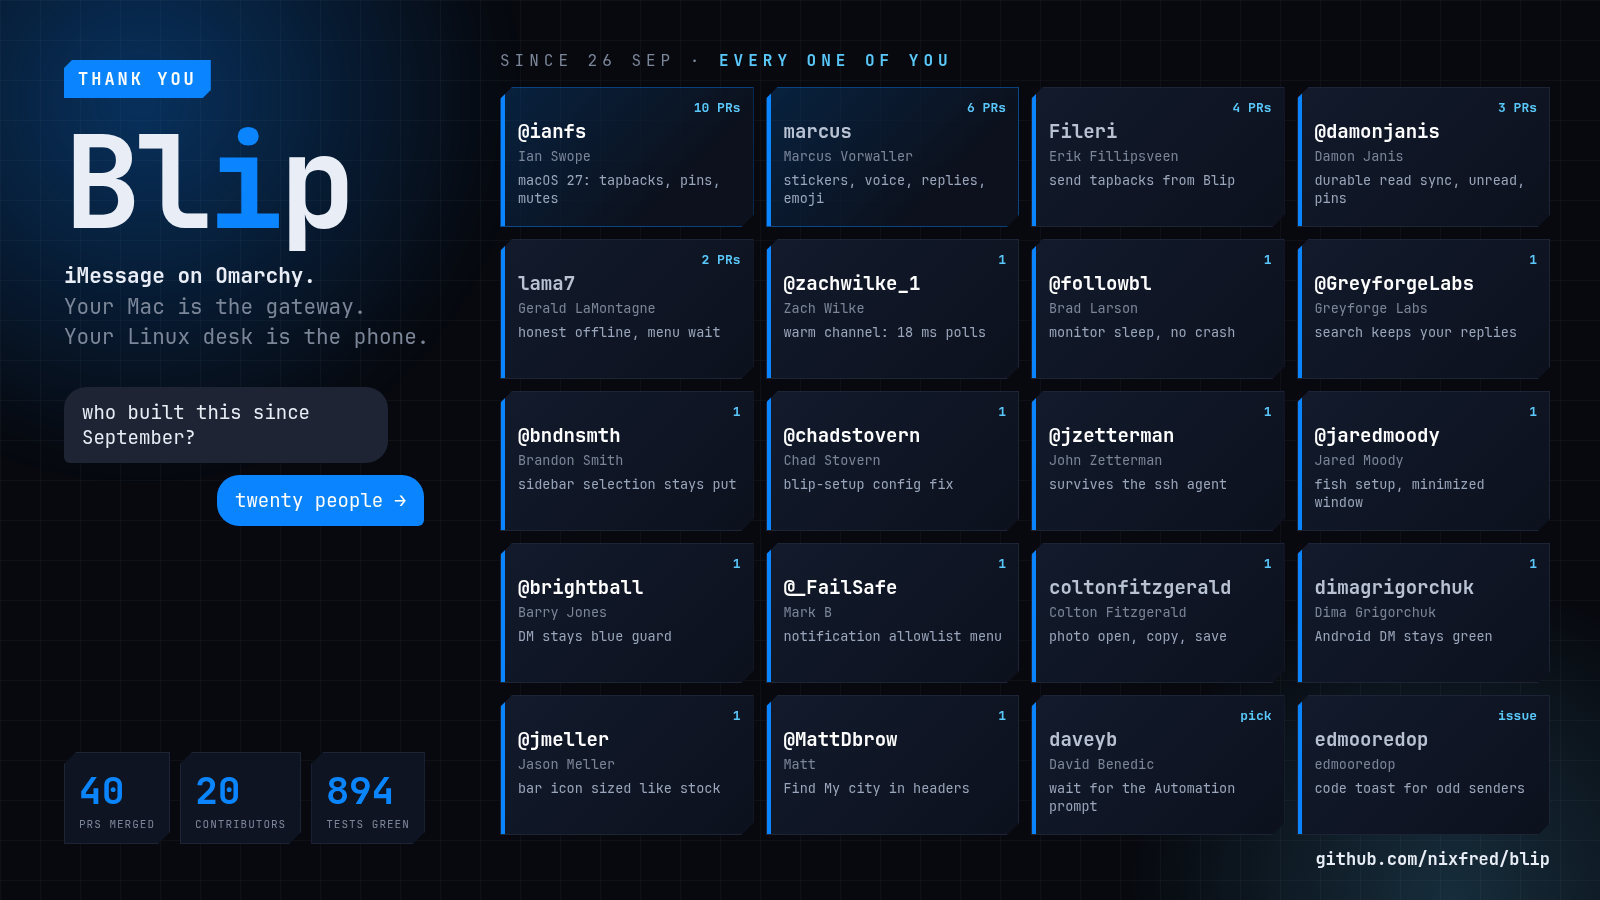 THANK YOU
Blip
iMessage on Omarchy.
Your Mac is the gateway.
Your Linux desk is the phone.
who built this since
September?
twenty people →
40
PRS MERGED
20
CONTRIBUTORS
894
TESTS GREEN
SINCE 26 SEP · EVERY ONE OF YOU
10 PRs
@ianfs
Ian Swope
macOS 27: tapbacks, pins,
mutes
6 PRs
marcus
Marcus Vorwaller
stickers, voice, replies,
emoji
4 PRs
Fileri
Erik Fillipsveen
send tapbacks from Blip
3 PRs
@damonjanis
Damon Janis
durable read sync, unread,
pins
2 PRs
lama7
Gerald LaMontagne
honest offline, menu wait
1
@zachwilke_1
Zach Wilke
warm channel: 18 ms polls
1
@followbl
Brad Larson
monitor sleep, no crash
1
@GreyforgeLabs
Greyforge Labs
search keeps your replies
1
@bndnsmth
Brandon Smith
sidebar selection stays put
1
@chadstovern
Chad Stovern
blip-setup config fix
1
@jzetterman
John Zetterman
survives the ssh agent
1
@jaredmoody
Jared Moody
fish setup, minimized
window
1
@brightball
Barry Jones
DM stays blue guard
1
@_FailSafe
Mark B
notification allowlist menu
1
coltonfitzgerald
Colton Fitzgerald
photo open, copy, save
1
dimagrigorchuk
Dima Grigorchuk
Android DM stays green
1
@jmeller
Jason Meller
bar icon sized like stock
1
@MattDbrow
Matt
Find My city in headers
pick
daveyb
David Benedic
wait for the Automation
prompt
issue
edmooredop
edmooredop
code toast for odd senders
github.com/nixfred/blip